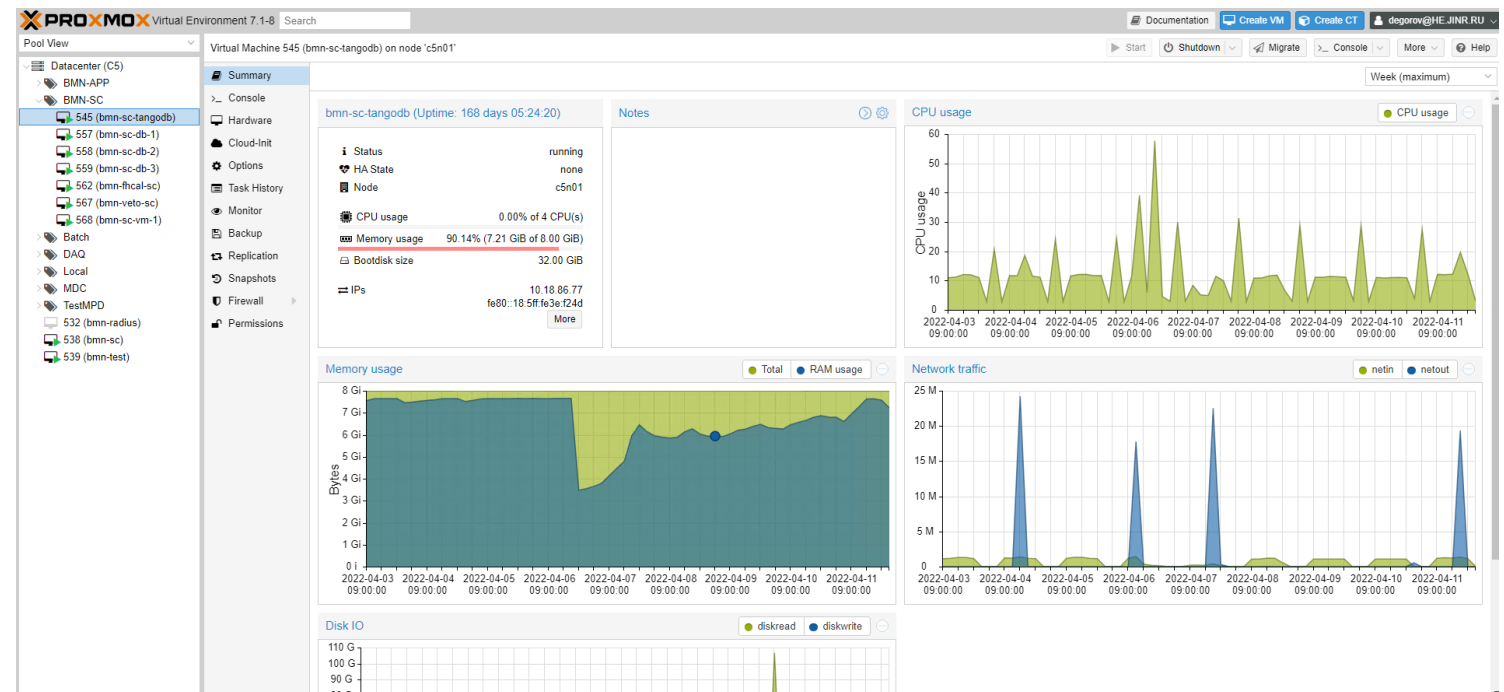 PROXMOX Virtual Environment 7.1-8 Search Documentation Create VM Create CT degorov@HE.JINR.RU
Pool View
Datacenter (C5)
BMN-APP
BMN-SC
545 (bmn-sc-tangodb)
557 (bmn-sc-db-1)
558 (bmn-sc-db-2)
559 (bmn-sc-db-3)
562 (bmn-fhcal-sc)
567 (bmn-veto-sc)
568 (bmn-sc-vm-1)
Batch
DAQ
Local
MDC
TestMPD
532 (bmn-radius)
538 (bmn-sc)
539 (bmn-test)
Virtual Machine 545 (bmn-sc-tangodb) on node 'c5n01' Start Shutdown Migrate >_ Console More Help
Summary
>_ Console
Hardware
Cloud-Init
Options
Task History
Monitor
Backup
Replication
Snapshots
Firewall
Permissions
Week (maximum)
bmn-sc-tangodb (Uptime: 168 days 05:24:20)
Status running
HA State none
Node c5n01
CPU usage 0.00% of 4 CPU(s)
Memory usage 90.14% (7.21 GiB of 8.00 GiB)
Bootdisk size 32.00 GiB
IPs 10.18.86.77
fe80::18:5ff:fe3e:f24d
More
Notes
CPU usage CPU usage
60
50
40
30
20
10
0
CPU usage
2022-04-03 2022-04-04 2022-04-05 2022-04-06 2022-04-07 2022-04-08 2022-04-09 2022-04-10 2022-04-11
09:00:00 09:00:00 09:00:00 09:00:00 09:00:00 09:00:00 09:00:00 09:00:00 09:00:00
Memory usage Total RAM usage
8 Gi
7 Gi
6 Gi
5 Gi
4 Gi
3 Gi
2 Gi
1 Gi
0 i
Bytes
2022-04-03 2022-04-04 2022-04-05 2022-04-06 2022-04-07 2022-04-08 2022-04-09 2022-04-10 2022-04-11
09:00:00 09:00:00 09:00:00 09:00:00 09:00:00 09:00:00 09:00:00 09:00:00 09:00:00
Network traffic netin netout
25 M
20 M
15 M
10 M
5 M
0
2022-04-03 2022-04-04 2022-04-05 2022-04-06 2022-04-07 2022-04-08 2022-04-09 2022-04-10 2022-04-11
09:00:00 09:00:00 09:00:00 09:00:00 09:00:00 09:00:00 09:00:00 09:00:00 09:00:00
Disk IO diskread diskwrite
110 G
100 G
90 G